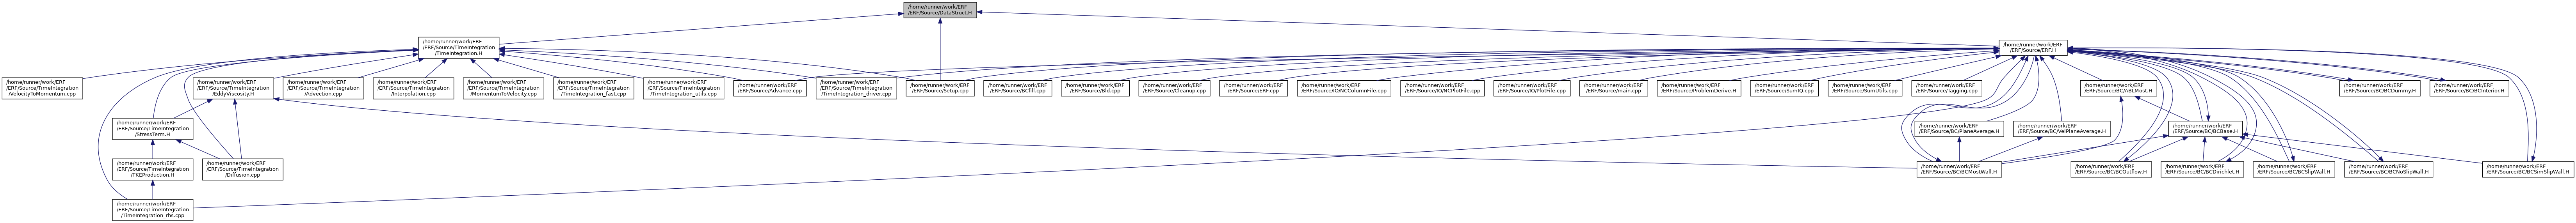 /home/runner/work/ERF
/ERF/Source/DataStruct.H
/home/runner/work/ERF
/ERF/Source/TimeIntegration
/TimeIntegration.H
/home/runner/work/ERF
/ERF/Source/ERF.H
/home/runner/work/ERF
/ERF/Source/TimeIntegration
/VelocityToMomentum.cpp
/home/runner/work/ERF
/ERF/Source/TimeIntegration
/EddyViscosity.H
/home/runner/work/ERF
/ERF/Source/TimeIntegration
/Advection.cpp
/home/runner/work/ERF
/ERF/Source/TimeIntegration
/Interpolation.cpp
/home/runner/work/ERF
/ERF/Source/TimeIntegration
/MomentumToVelocity.cpp
/home/runner/work/ERF
/ERF/Source/TimeIntegration
/TimeIntegration_fast.cpp
/home/runner/work/ERF
/ERF/Source/TimeIntegration
/TimeIntegration_utils.cpp
/home/runner/work/ERF
/ERF/Source/Advance.cpp
/home/runner/work/ERF
/ERF/Source/TimeIntegration
/TimeIntegration_driver.cpp
/home/runner/work/ERF
/ERF/Source/Setup.cpp
/home/runner/work/ERF
/ERF/Source/BCfill.cpp
/home/runner/work/ERF
/ERF/Source/Bld.cpp
/home/runner/work/ERF
/ERF/Source/Cleanup.cpp
/home/runner/work/ERF
/ERF/Source/ERF.cpp
/home/runner/work/ERF
/ERF/Source/IO/NCColumnFile.cpp
/home/runner/work/ERF
/ERF/Source/IO/NCPlotFile.cpp
/home/runner/work/ERF
/ERF/Source/IO/Plotfile.cpp
/home/runner/work/ERF
/ERF/Source/main.cpp
/home/runner/work/ERF
/ERF/Source/ProblemDerive.H
/home/runner/work/ERF
/ERF/Source/SumIQ.cpp
/home/runner/work/ERF
/ERF/Source/SumUtils.cpp
/home/runner/work/ERF
/ERF/Source/Tagging.cpp
/home/runner/work/ERF
/ERF/Source/BC/ABLMost.H
/home/runner/work/ERF
/ERF/Source/BC/BCDummy.H
/home/runner/work/ERF
/ERF/Source/BC/BCInterior.H
/home/runner/work/ERF
/ERF/Source/TimeIntegration
/StressTerm.H
/home/runner/work/ERF
/ERF/Source/BC/PlaneAverage.H
/home/runner/work/ERF
/ERF/Source/BC/VelPlaneAverage.H
/home/runner/work/ERF
/ERF/Source/BC/BCBase.H
/home/runner/work/ERF
/ERF/Source/TimeIntegration
/TKEProduction.H
/home/runner/work/ERF
/ERF/Source/TimeIntegration
/Diffusion.cpp
/home/runner/work/ERF
/ERF/Source/BC/BCMostWall.H
/home/runner/work/ERF
/ERF/Source/BC/BCOutflow.H
/home/runner/work/ERF
/ERF/Source/BC/BCDirichlet.H
/home/runner/work/ERF
/ERF/Source/BC/BCSlipWall.H
/home/runner/work/ERF
/ERF/Source/BC/BCNoSlipWall.H
/home/runner/work/ERF
/ERF/Source/BC/BCSimSlipWall.H
/home/runner/work/ERF
/ERF/Source/TimeIntegration
/TimeIntegration_rhs.cpp